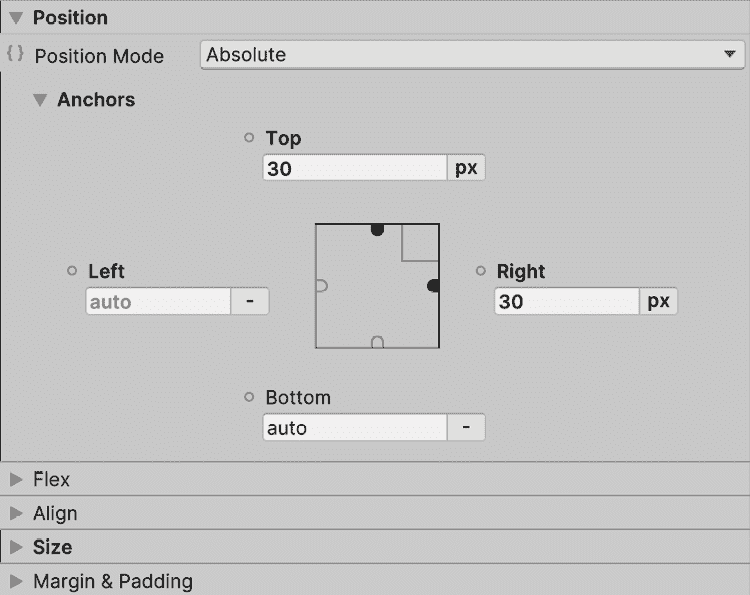 Position
{} Position Mode Absolute
Anchors
Top
30 px
Left
auto -
Right
30 px
Bottom
auto -
Flex
Align
Size
Margin & Padding